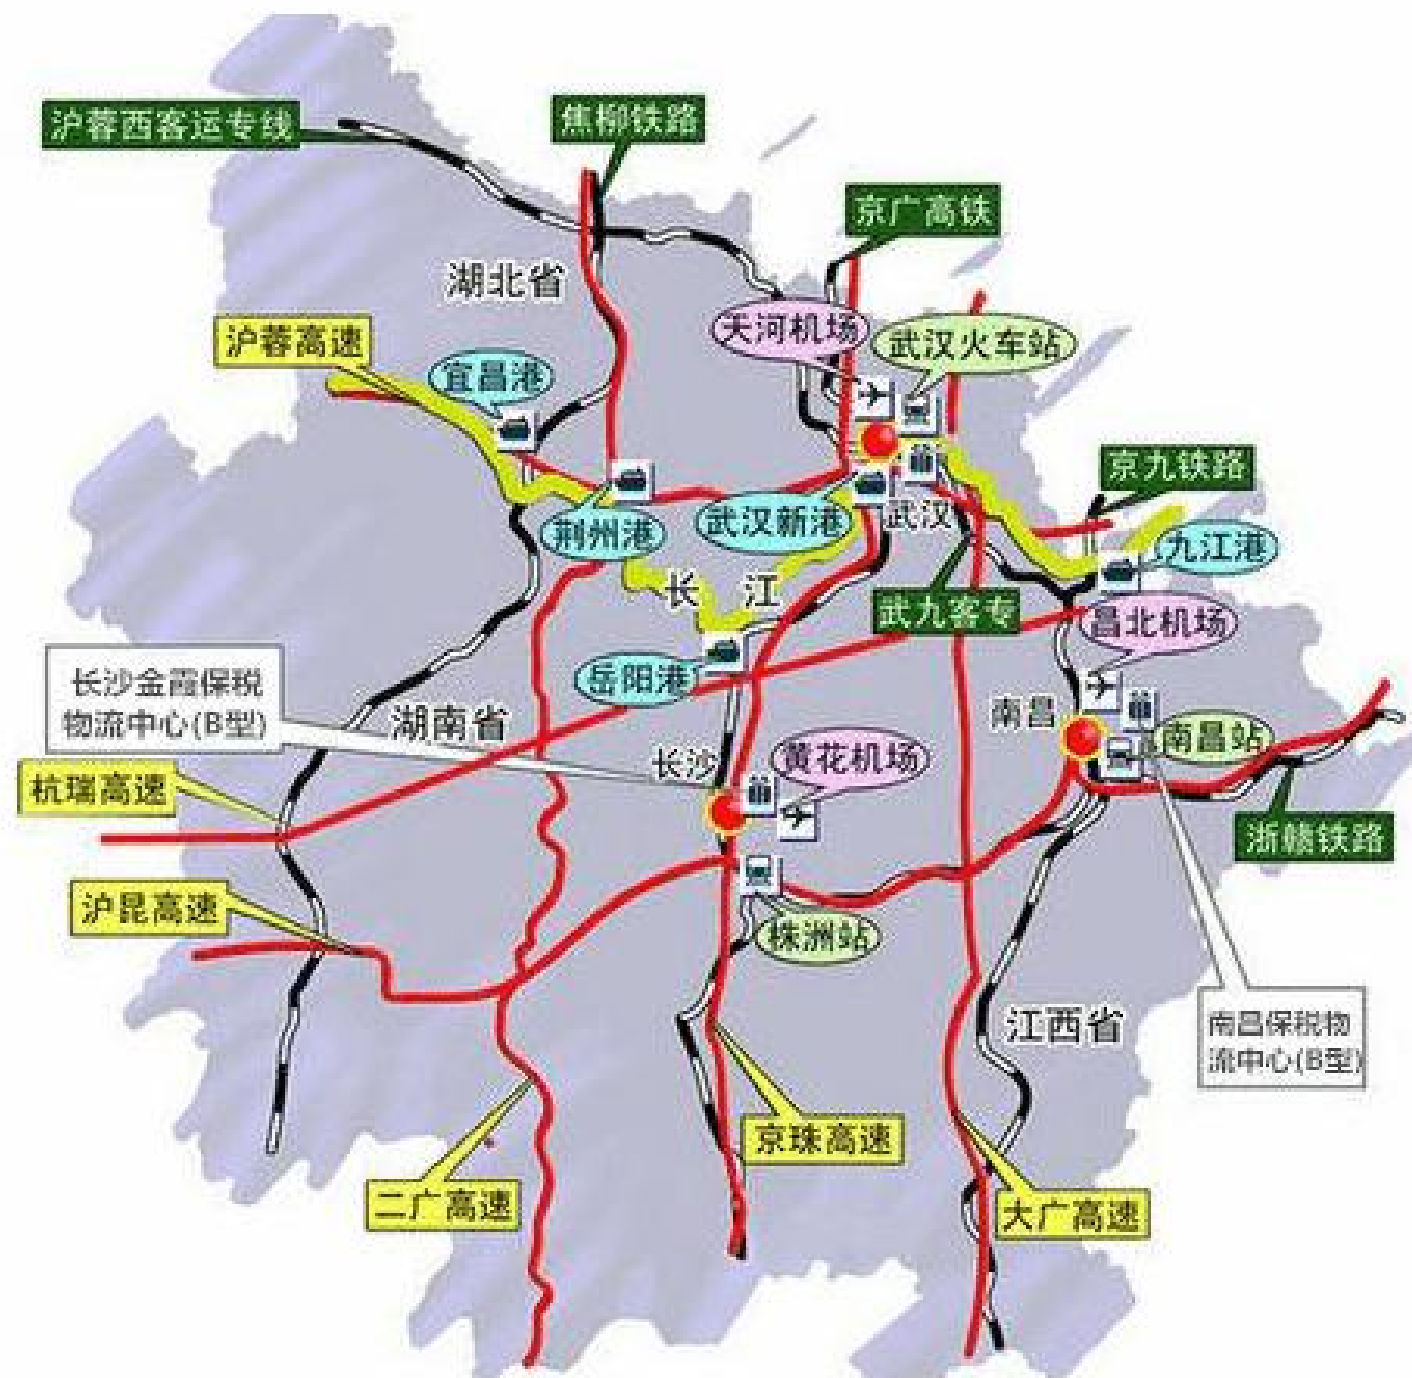 沪蓉西客运专线
焦柳铁路
京广高铁
湖北省
沪蓉高速
天河机场
武汉火车站
宜昌港
京九铁路
荆州港
武汉新港
武汉
九江港
长江
武九客专
昌北机场
岳阳港
长沙金霞保税
物流中心(B型)
湖南省
南昌
南昌站
长沙
黄花机场
杭瑞高速
浙赣铁路
沪昆高速
株洲站
南昌保税物
流中心(B型)
江西省
京珠高速
二广高速
大广高速